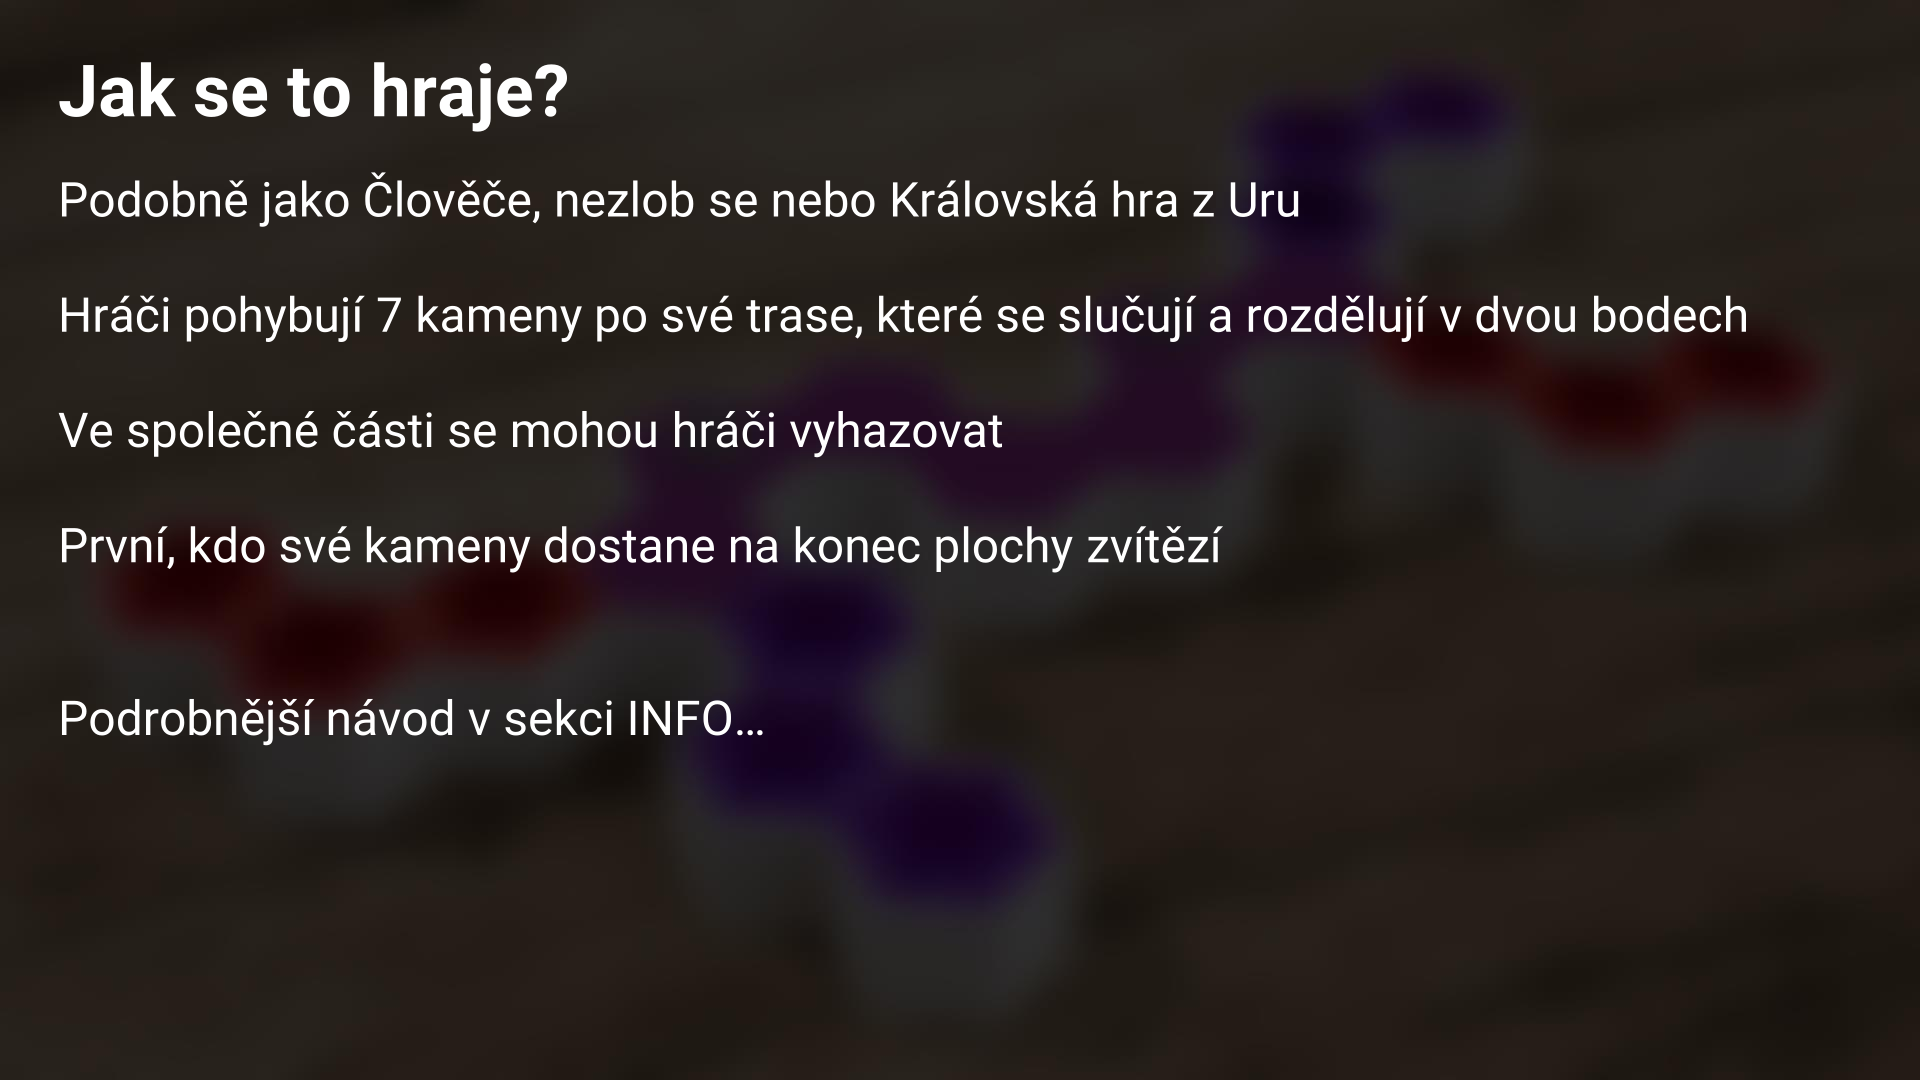 Jak se to hraje?
Podobně jako Člověče, nezlob se nebo Královská hra z Uru
Hráči pohybují 7 kameny po své trase, které se slučují a rozdělují v dvou bodech
Ve společné části se mohou hráči vyhazovat
První, kdo své kameny dostane na konec plochy zvítězí
Podrobnější návod v sekci INFO…